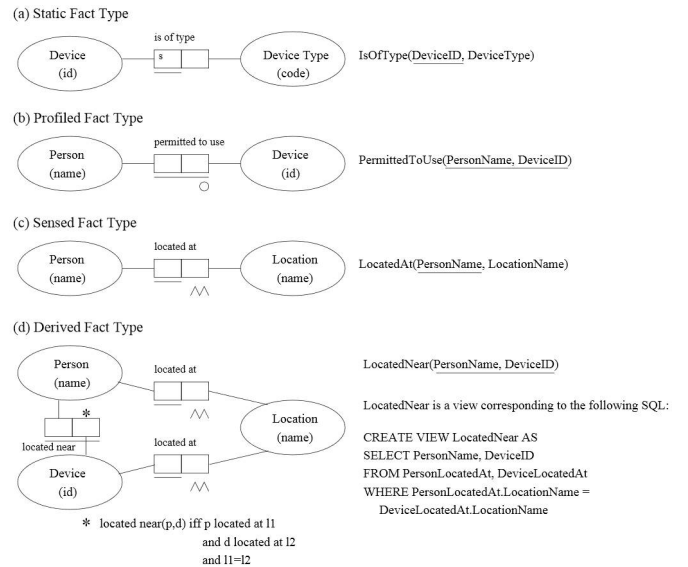 (a) Static Fact Type
is of type
Device
(id)
s
Device Type
(code)
IsOfType(DeviceID, DeviceType)
(b) Profiled Fact Type
permitted to use
Person
(name)
Device
(id)
PermittedToUse(PersonName, DeviceID)
(c) Sensed Fact Type
located at
Person
(name)
Location
(name)
LocatedAt(PersonName, LocationName)
(d) Derived Fact Type
Person
(name)
located at
LocatedNear(PersonName, DeviceID)
*
located near
Location
(name)
LocatedNear is a view corresponding to the following SQL:
located at
Device
(id)
CREATE VIEW LocatedNear AS
SELECT PersonName, DeviceID
FROM PersonLocatedAt, DeviceLocatedAt
WHERE PersonLocatedAt.LocationName =
DeviceLocatedAt.LocationName
* located near(p,d) iff p located at l1
and d located at l2
and l1=l2